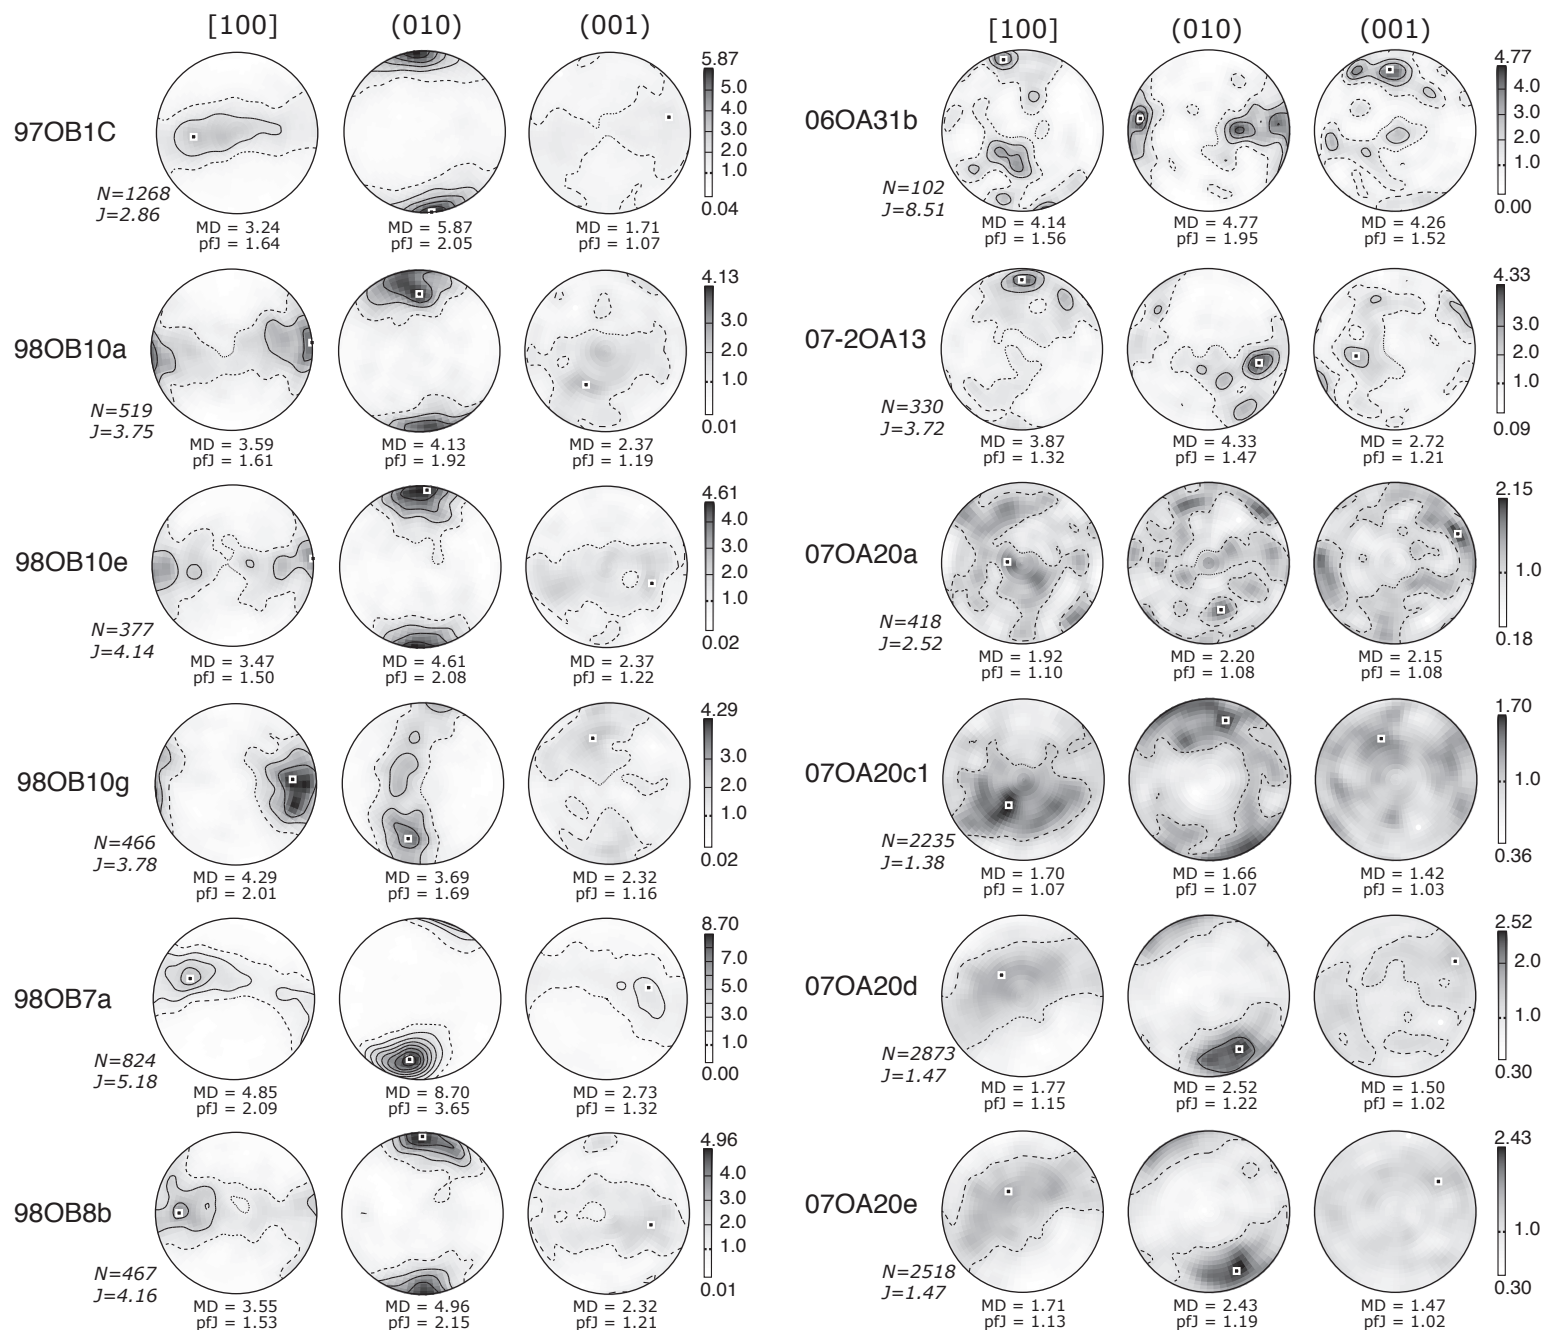 [100] (010) (001)
97OB1C
N=1268
J=2.86
MD = 3.24
pfJ = 1.64
MD = 5.87
pfJ = 2.05
MD = 1.71
pfJ = 1.07
5.87
5.0
4.0
3.0
2.0
1.0
0.04
98OB10a
N=519
J=3.75
MD = 3.59
pfJ = 1.61
MD = 4.13
pfJ = 1.92
MD = 2.37
pfJ = 1.19
4.13
3.0
2.0
1.0
0.01
98OB10e
N=377
J=4.14
MD = 3.47
pfJ = 1.50
MD = 4.61
pfJ = 2.08
MD = 2.37
pfJ = 1.22
4.61
4.0
3.0
2.0
1.0
0.02
98OB10g
N=466
J=3.78
MD = 4.29
pfJ = 2.01
MD = 3.69
pfJ = 1.69
MD = 2.32
pfJ = 1.16
4.29
3.0
2.0
1.0
0.02
98OB7a
N=824
J=5.18
MD = 4.85
pfJ = 2.09
MD = 8.70
pfJ = 3.65
MD = 2.73
pfJ = 1.32
8.70
7.0
5.0
3.0
1.0
0.00
98OB8b
N=467
J=4.16
MD = 3.55
pfJ = 1.53
MD = 4.96
pfJ = 2.15
MD = 2.32
pfJ = 1.21
4.96
4.0
3.0
2.0
1.0
0.01
[100] (010) (001)
06OA31b
N=102
J=8.51
MD = 4.14
pfJ = 1.56
MD = 4.77
pfJ = 1.95
MD = 4.26
pfJ = 1.52
4.77
4.0
3.0
2.0
1.0
0.00
07-2OA13
N=330
J=3.72
MD = 3.87
pfJ = 1.32
MD = 4.33
pfJ = 1.47
MD = 2.72
pfJ = 1.21
4.33
3.0
2.0
1.0
0.09
07OA20a
N=418
J=2.52
MD = 1.92
pfJ = 1.10
MD = 2.20
pfJ = 1.08
MD = 2.15
pfJ = 1.08
2.15
1.0
0.18
07OA20c1
N=2235
J=1.38
MD = 1.70
pfJ = 1.07
MD = 1.66
pfJ = 1.07
MD = 1.42
pfJ = 1.03
1.70
1.0
0.36
07OA20d
N=2873
J=1.47
MD = 1.77
pfJ = 1.15
MD = 2.52
pfJ = 1.22
MD = 1.50
pfJ = 1.02
2.52
2.0
1.0
0.30
07OA20e
N=2518
J=1.47
MD = 1.71
pfJ = 1.13
MD = 2.43
pfJ = 1.19
MD = 1.47
pfJ = 1.02
2.43
1.0
0.30